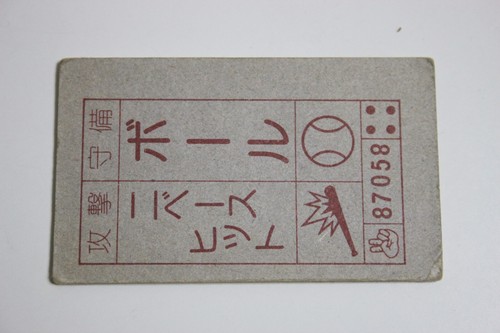 攻撃
守備
二ベース
ヒット
ボール
87058